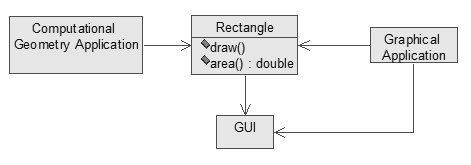 Computational
Geometry Application
Rectangle
draw()
area() : double
Graphical
Application
GUI